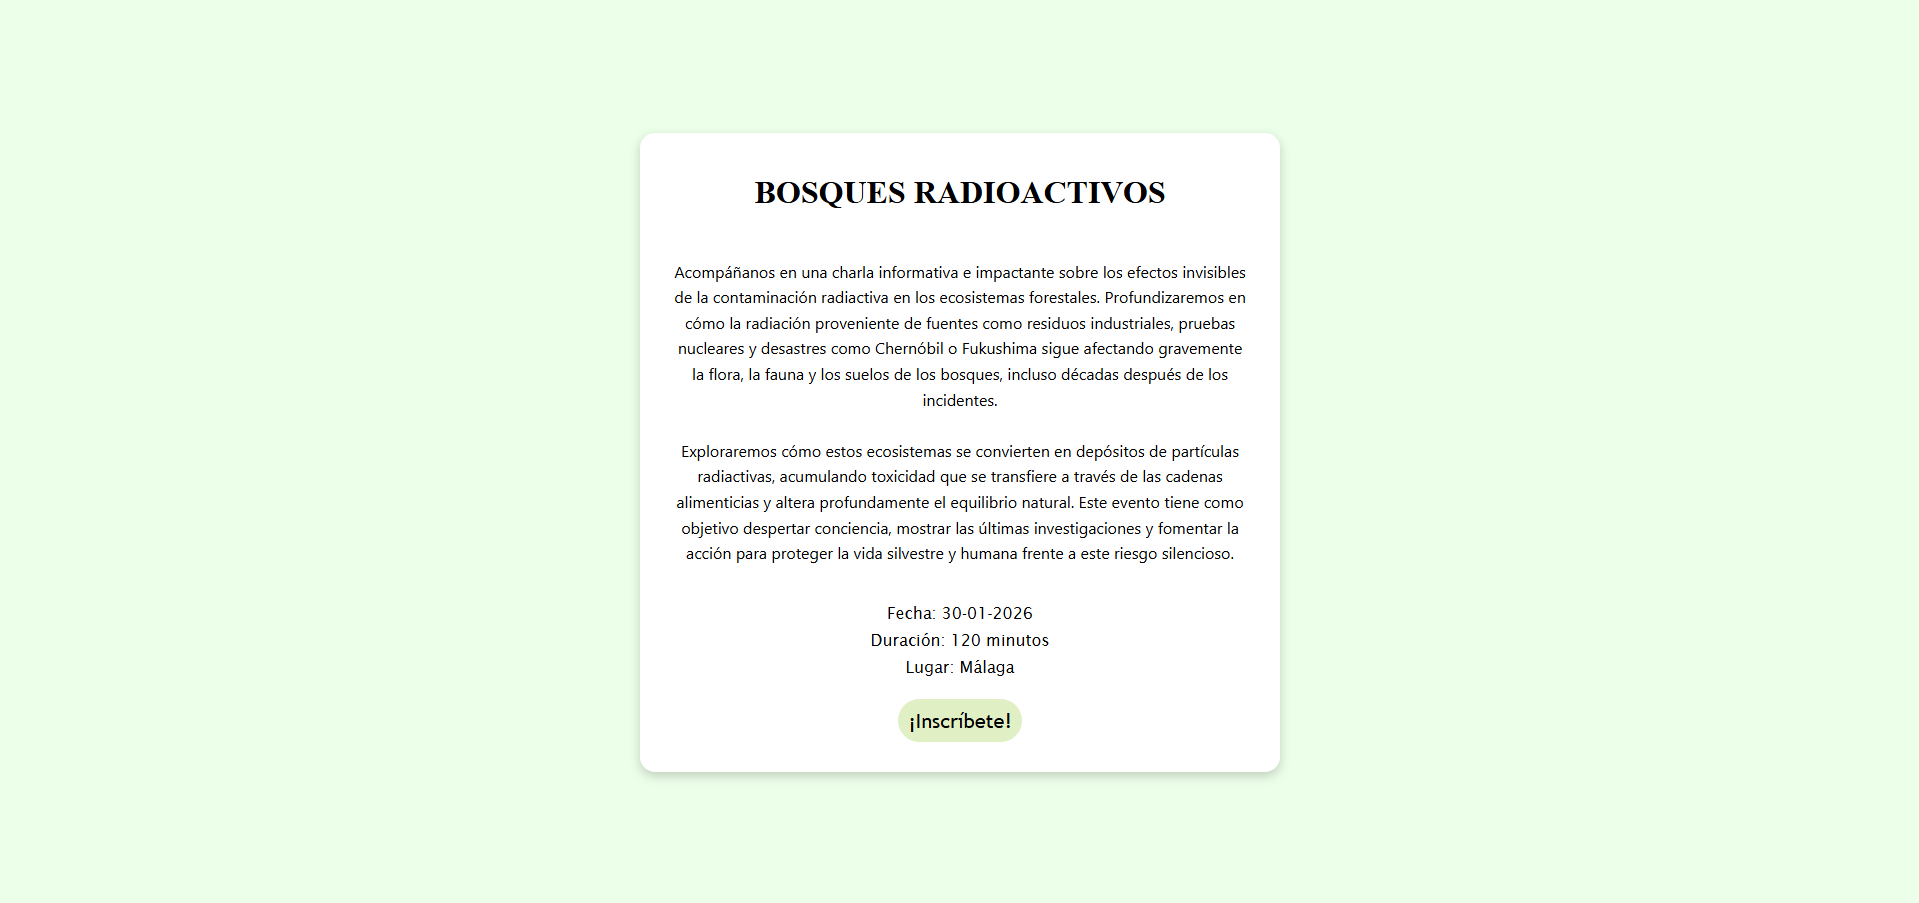 BOSQUES RADIOACTIVOS
Acompáñanos en una charla informativa e impactante sobre los efectos invisibles
de la contaminación radiactiva en los ecosistemas forestales. Profundizaremos en
cómo la radiación proveniente de fuentes como residuos industriales, pruebas
nucleares y desastres como Chernóbil o Fukushima sigue afectando gravemente
la flora, la fauna y los suelos de los bosques, incluso décadas después de los
incidentes.
Exploraremos cómo estos ecosistemas se convierten en depósitos de partículas
radiactivas, acumulando toxicidad que se transfiere a través de las cadenas
alimenticias y altera profundamente el equilibrio natural. Este evento tiene como
objetivo despertar conciencia, mostrar las últimas investigaciones y fomentar la
acción para proteger la vida silvestre y humana frente a este riesgo silencioso.
Fecha: 30-01-2026
Duración: 120 minutos
Lugar: Málaga
¡Inscríbete!